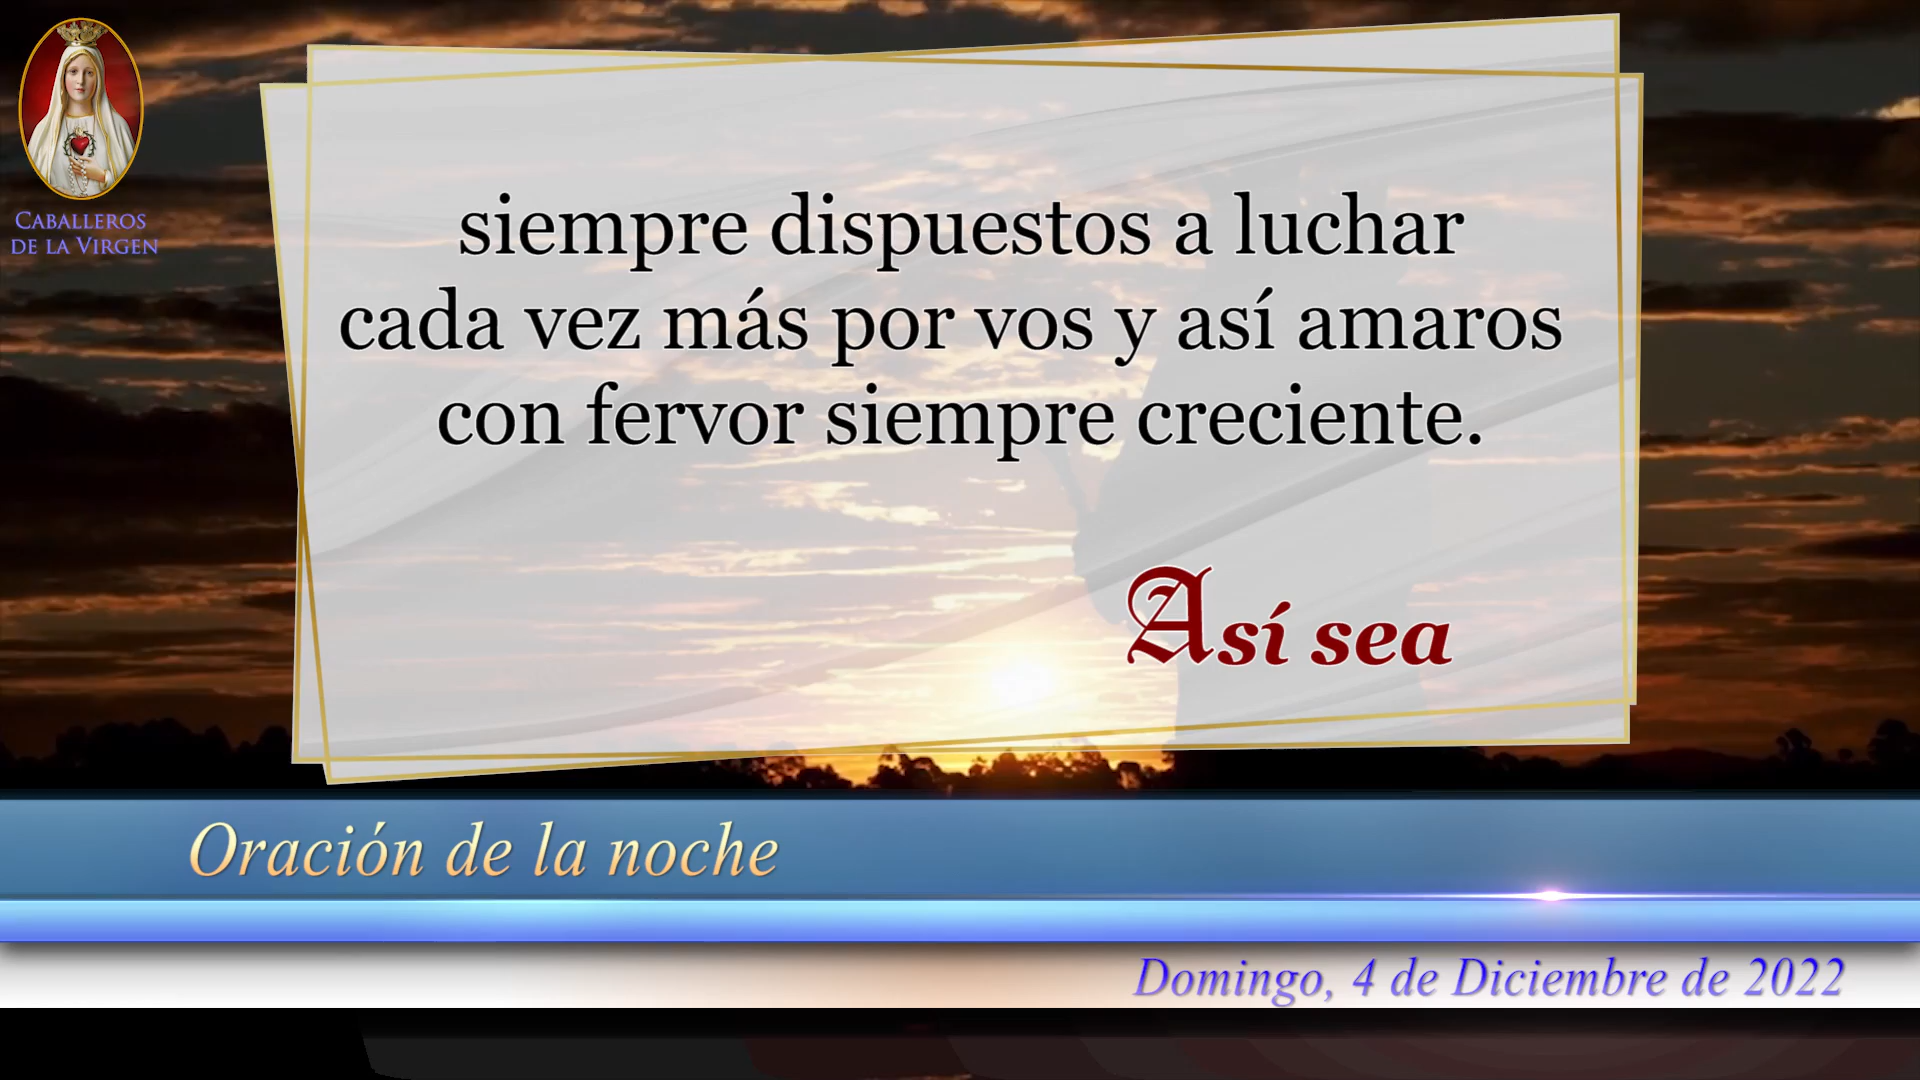 CABALLEROS
DE LA VIRGEN
siempre dispuestos a luchar
cada vez más por vos y así amaros
con fervor siempre creciente.
Así sea
Oración de la noche
Domingo, 4 de Diciembre de 2022